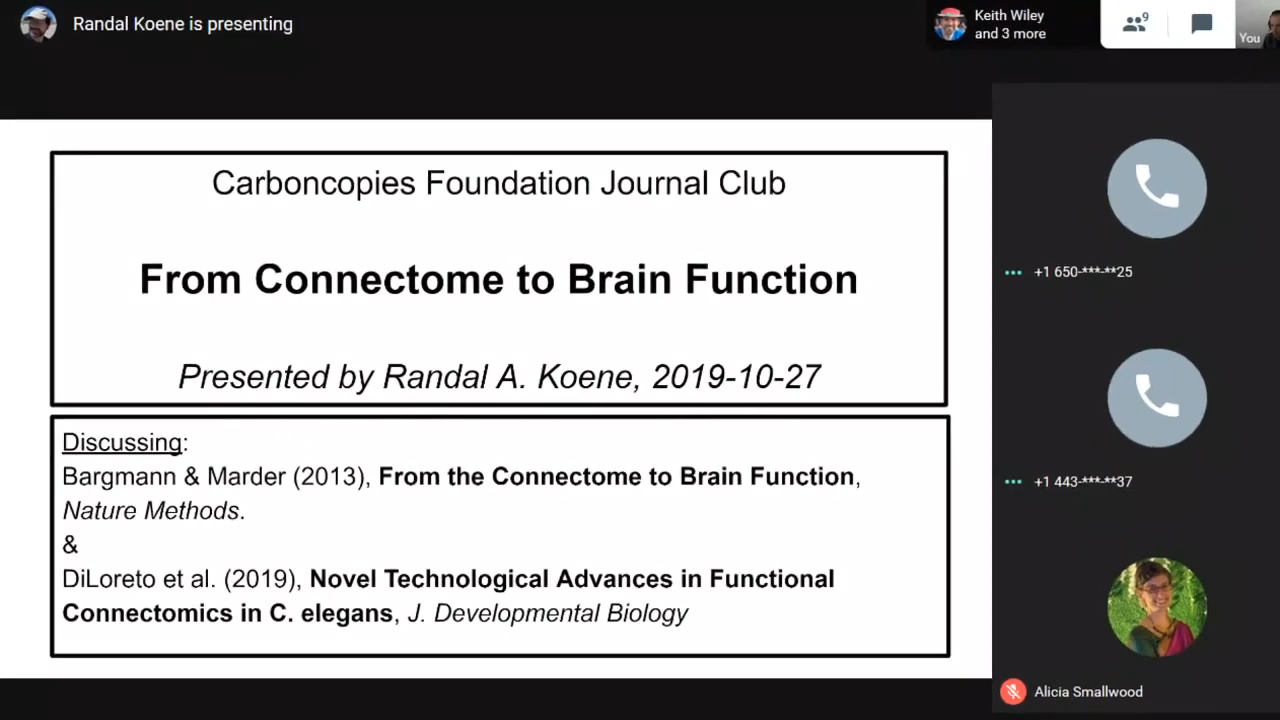 Randal Koene is presenting
Keith Wiley
and 3 more
9
You
Carboncopies Foundation Journal Club
From Connectome to Brain Function
Presented by Randal A. Koene, 2019-10-27
Discussing:
Bargmann & Marder (2013), From the Connectome to Brain Function,
Nature Methods.
&
DiLoreto et al. (2019), Novel Technological Advances in Functional
Connectomics in C. elegans, J. Developmental Biology
+1 650-***-**25
+1 443-***-**37
Alicia Smallwood